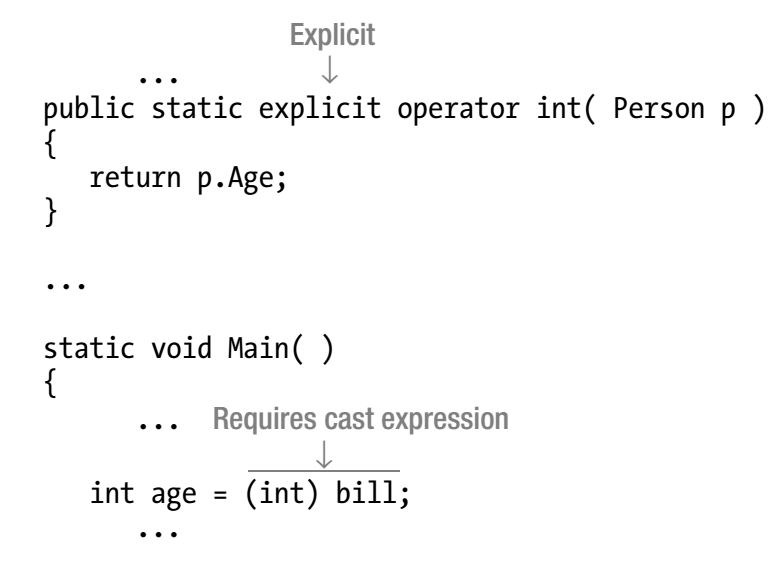 Explicit
...
public static explicit operator int( Person p )
{
return p.Age;
}
...
static void Main( )
{
... Requires cast expression
int age = (int) bill;
...